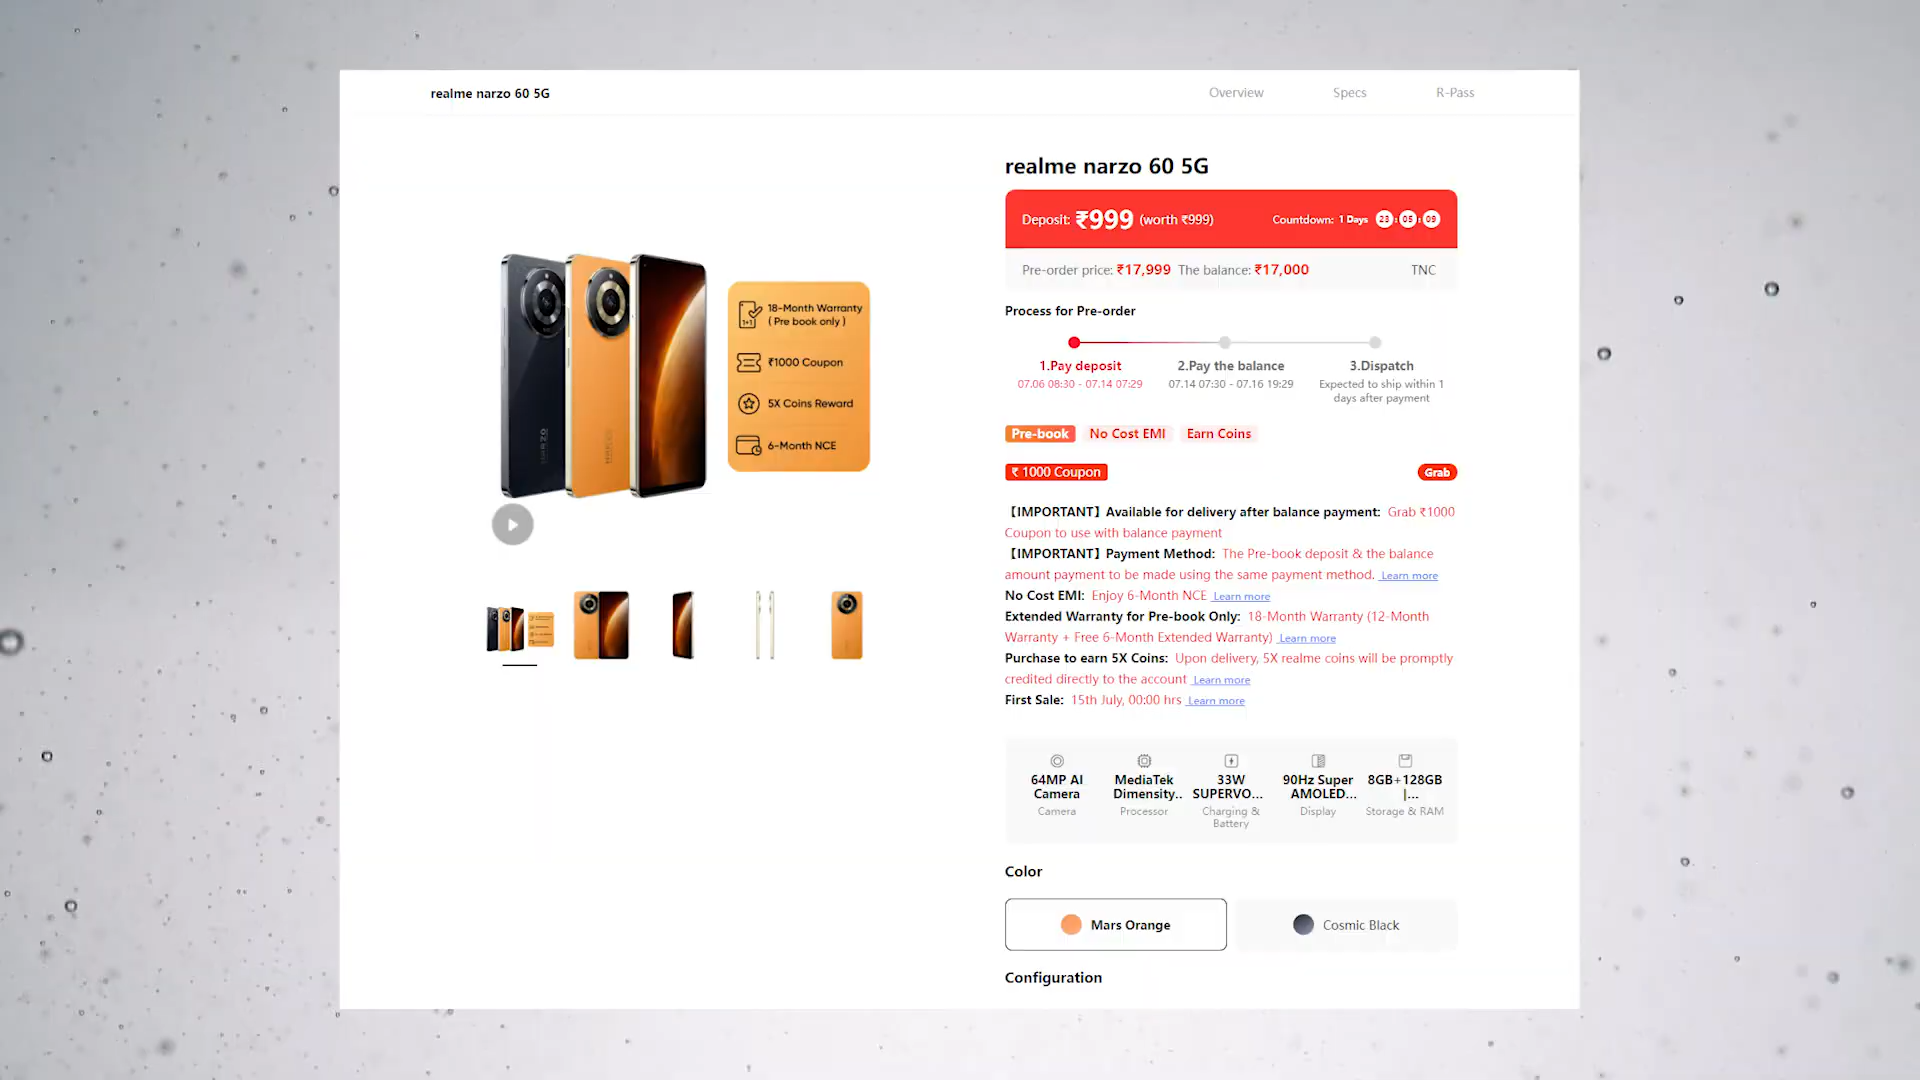 realme narzo 60 5G
Overview
Specs
R-Pass
18-Month Warranty
( Pre book only )
₹1000 Coupon
5X Coins Reward
6-Month NCE
realme narzo 60 5G
Deposit: ₹999 (worth ₹999)
Countdown: 1 Days 23 : 05 : 09
Pre-order price: ₹17,999 The balance: ₹17,000
TNC
Process for Pre-order
1.Pay deposit
07.06 08:30 - 07.14 07:29
2.Pay the balance
07.14 07:30 - 07.16 19:29
3.Dispatch
Expected to ship within 1
days after payment
Pre-book No Cost EMI Earn Coins
₹ 1000 Coupon
Grab
【IMPORTANT】Available for delivery after balance payment: Grab ₹1000
Coupon to use with balance payment
【IMPORTANT】Payment Method: The Pre-book deposit & the balance
amount payment to be made using the same payment method. Learn more
No Cost EMI: Enjoy 6-Month NCE Learn more
Extended Warranty for Pre-book Only: 18-Month Warranty (12-Month
Warranty + Free 6-Month Extended Warranty) Learn more
Purchase to earn 5X Coins: Upon delivery, 5X realme coins will be promptly
credited directly to the account Learn more
First Sale: 15th July, 00:00 hrs Learn more
64MP AI
Camera
Camera
MediaTek
Dimensity..
Processor
33W
SUPERVO...
Charging &
Battery
90Hz Super
AMOLED...
Display
8GB+128GB
|...
Storage & RAM
Color
Mars Orange
Cosmic Black
Configuration